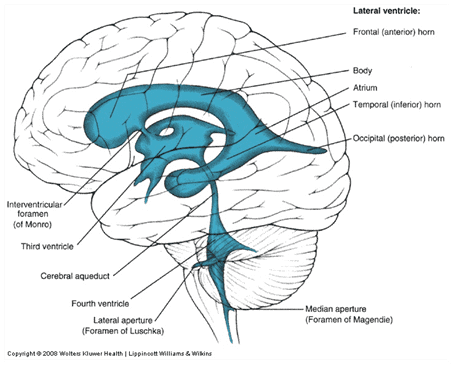 Lateral ventricle:
Frontal (anterior) horn
Body
Atrium
Temporal (inferior) horn
Occipital (posterior) horn
Interventricular
foramen
(of Monro)
Third ventricle
Cerebral aqueduct
Fourth ventricle
Lateral aperture
(Foramen of Luschka)
Median aperture
(Foramen of Magendie)
Copyright © 2008 Wolters Kluwer Health | Lippincott Williams & Wilkins